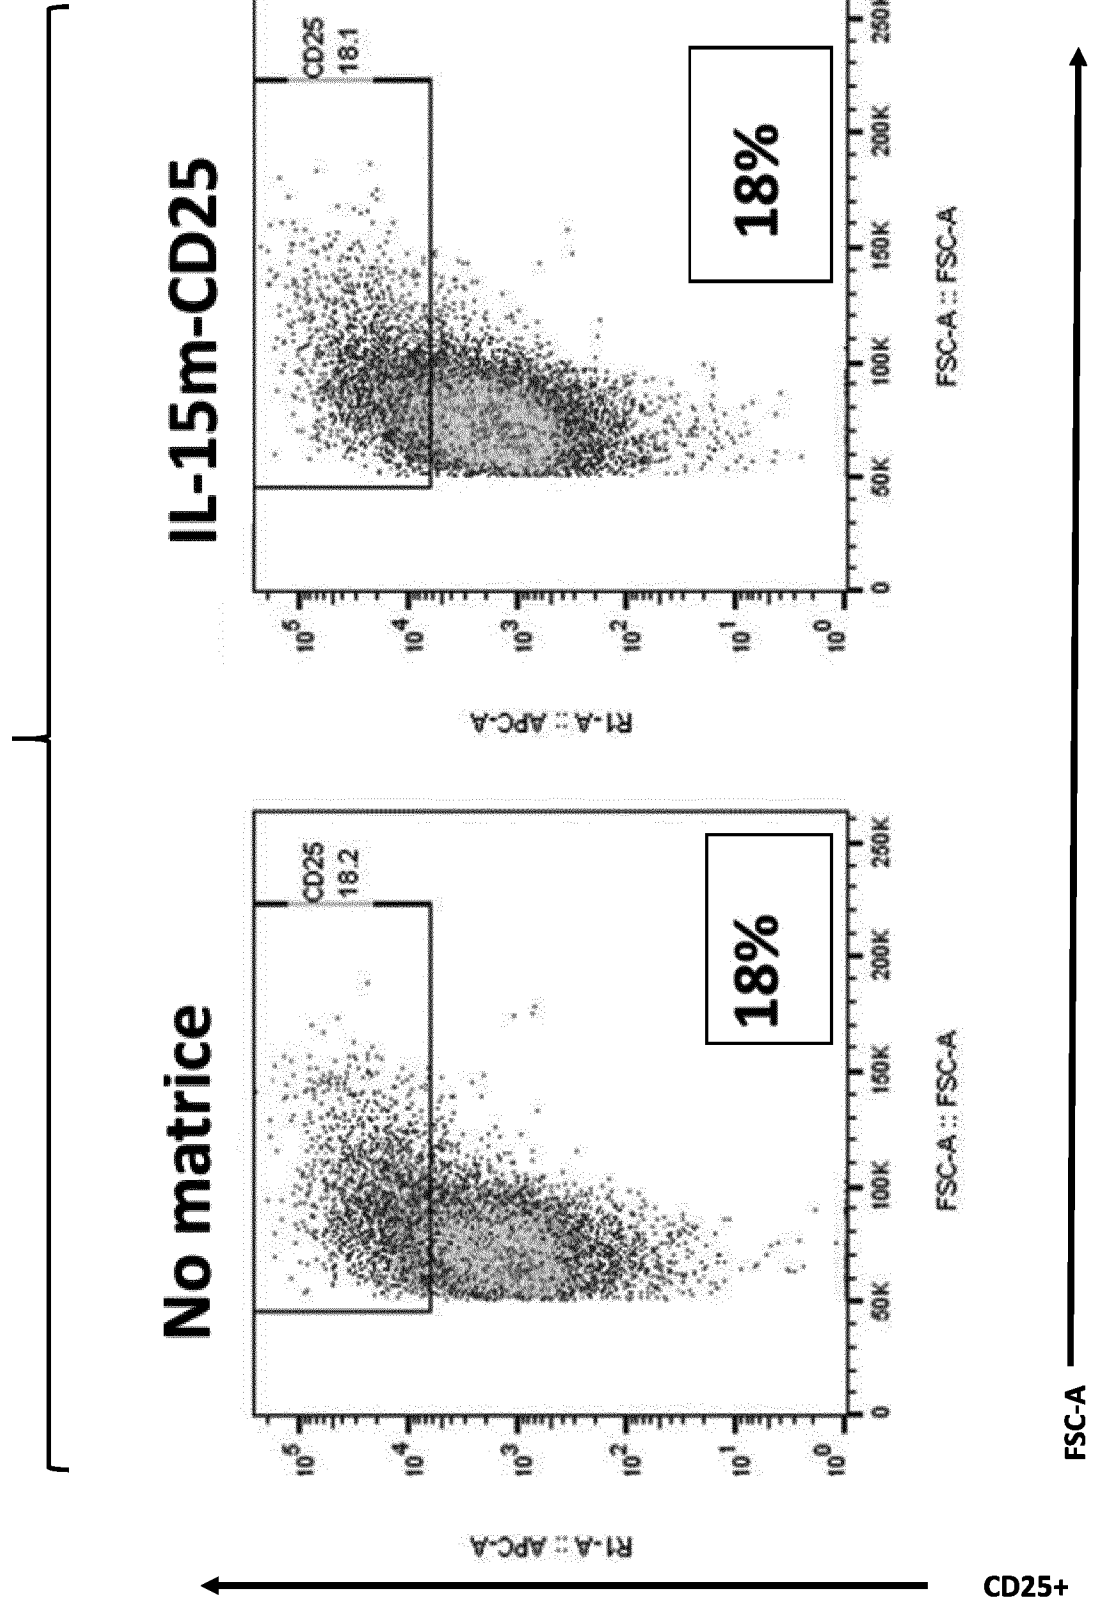 No matrice
IL-15m-CD25
CD25
18.2
18%
10^5
10^4
10^3
10^2
10^1
10^0
0
50K
100K
150K
200K
250K
R1-A :: APC-A
FSC-A :: FSC-A
CD25
18.1
18%
10^5
10^4
10^3
10^2
10^1
10^0
0
50K
100K
150K
200K
250K
R1-A :: APC-A
FSC-A :: FSC-A
CD25+
FSC-A